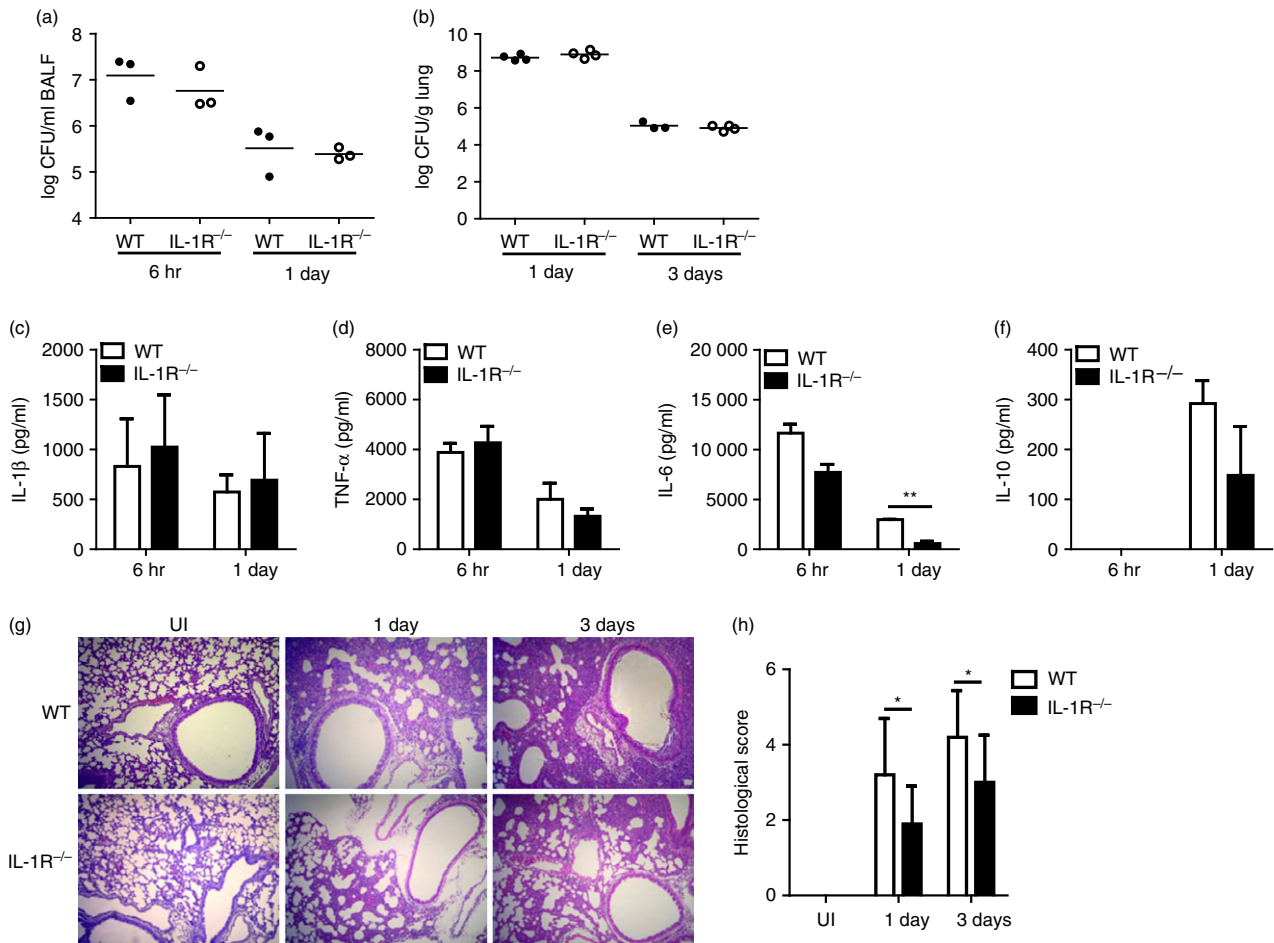 (a)
log CFU/ml BALF
8
7
6
5
4
WT IL-1R–/– WT IL-1R–/–
6 hr 1 day
(b)
log CFU/g lung
10
8
6
4
2
0
WT IL-1R–/– WT IL-1R–/–
1 day 3 days
(c)
IL-1β (pg/ml)
2000
1500
1000
500
0
WT
IL-1R–/–
6 hr 1 day
(d)
TNF-α (pg/ml)
8000
6000
4000
2000
0
WT
IL-1R–/–
6 hr 1 day
(e)
IL-6 (pg/ml)
20 000
15 000
10 000
5000
0
WT
IL-1R–/–
**
6 hr 1 day
(f)
IL-10 (pg/ml)
400
300
200
100
0
WT
IL-1R–/–
6 hr 1 day
(g)
UI 1 day 3 days
WT
IL-1R–/–
(h)
Histological score
6
4
2
0
WT
IL-1R–/–
* *
UI 1 day 3 days